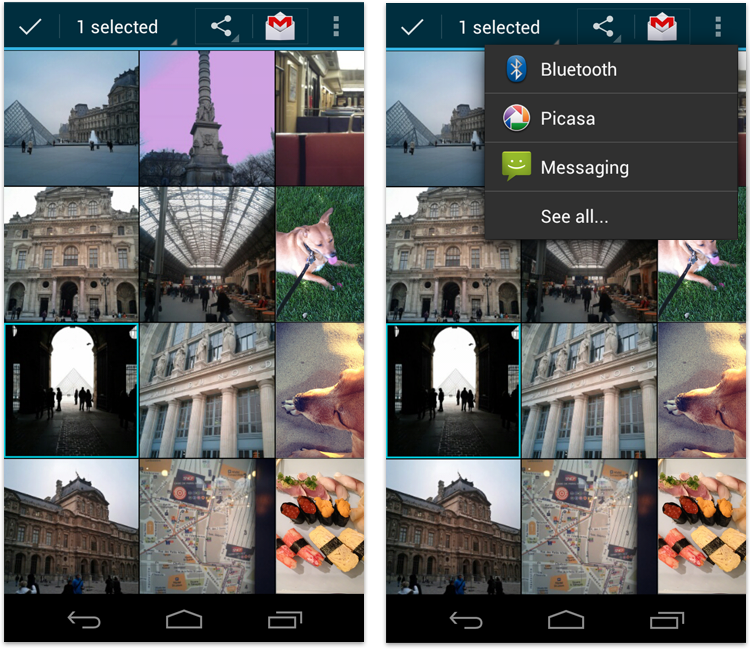 1 selected
1 selected
Bluetooth
Picasa
Messaging
See all...